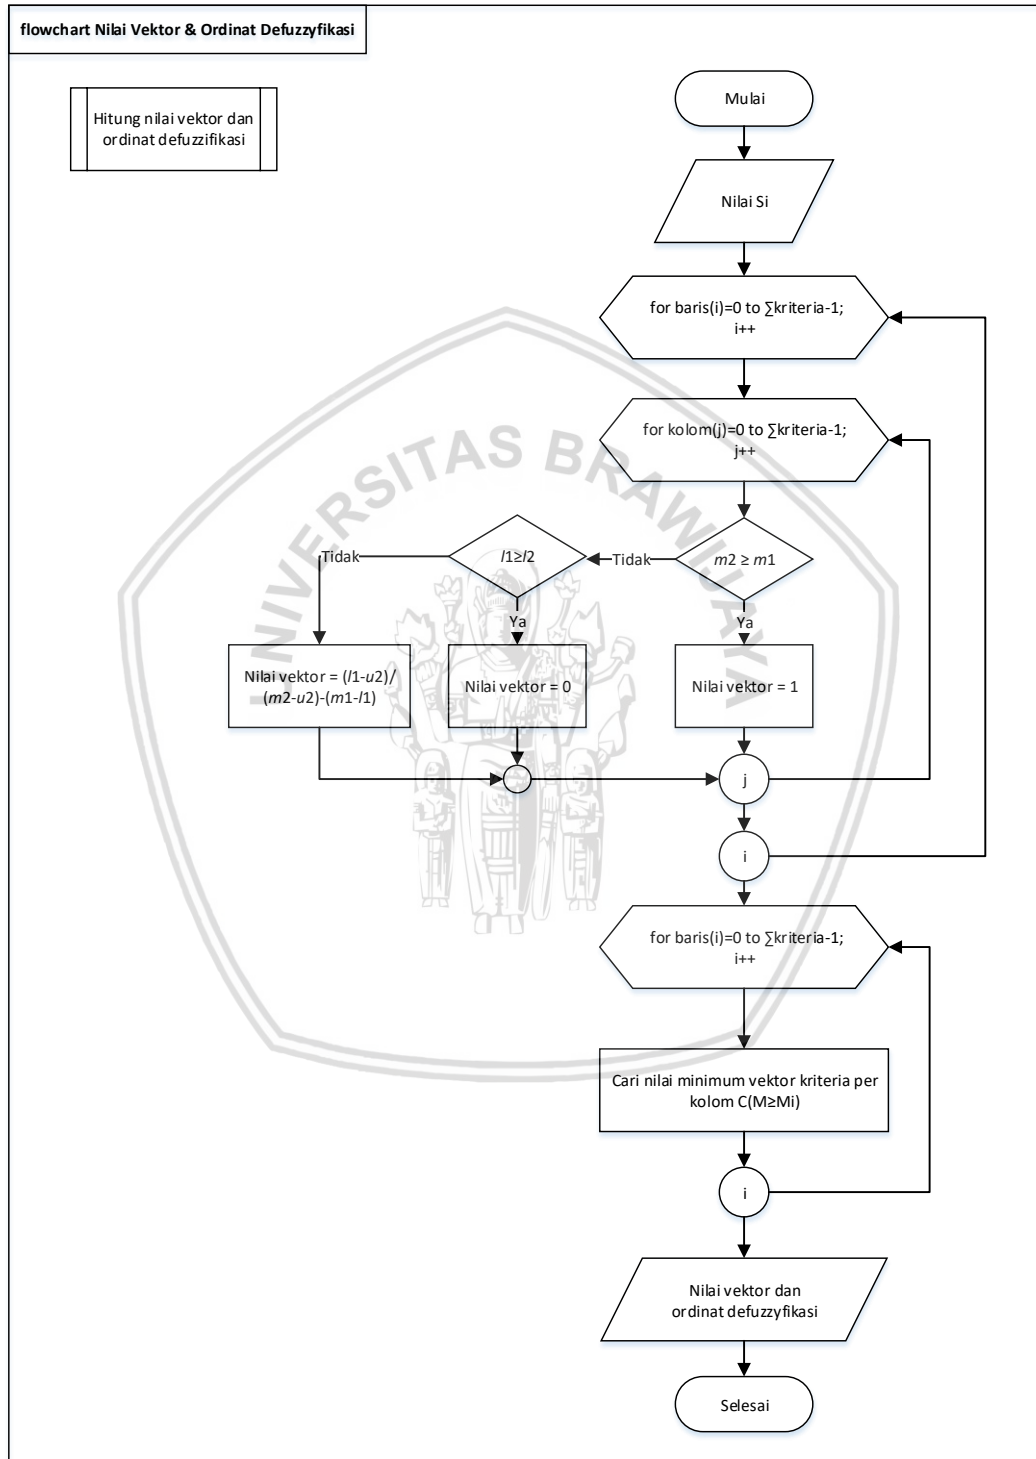 flowchart Nilai Vektor & Ordinat Defuzzyfikasi
Hitung nilai vektor dan
ordinat defuzzifikasi
Mulai
Nilai Si
for baris(i)=0 to ∑kriteria-1;
i++
for kolom(j)=0 to ∑kriteria-1;
j++
UNIVERSITAS BRAWIJAYA
Tidak
l1≥l2
Tidak
m2 ≥ m1
Ya
Ya
Nilai vektor = (l1-u2)/
(m2-u2)-(m1-l1)
Nilai vektor = 0
Nilai vektor = 1
j
i
for baris(i)=0 to ∑kriteria-1;
i++
Cari nilai minimum vektor kriteria per
kolom C(M≥Mi)
i
Nilai vektor dan
ordinat defuzzyfikasi
Selesai